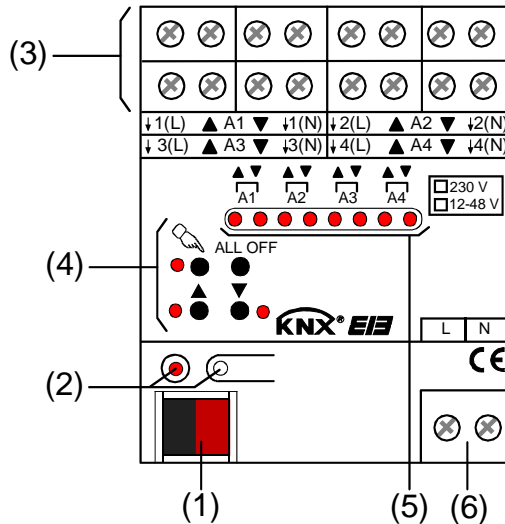 (3)
↓1(L) ▲ A1 ▼ ↓1(N) ↓2(L) ▲ A2 ▼ ↓2(N)
↓3(L) ▲ A3 ▼ ↓3(N) ↓4(L) ▲ A4 ▼ ↓4(N)
▲ ▼ ▲ ▼ ▲ ▼ ▲ ▼
A1 A2 A3 A4
230 V
12-48 V
(4)
ALL OFF
▲ ▼
KNX® EIB
L N
(2)
CE
(1) (5) (6)